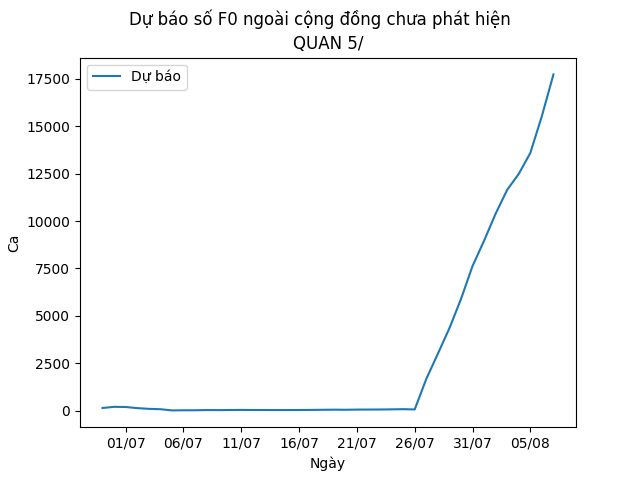 Dự báo số F0 ngoài cộng đồng chưa phát hiện
QUAN 5/
Dự báo
17500
15000
12500
10000
7500
5000
2500
0
Ca
01/07 06/07 11/07 16/07 21/07 26/07 31/07 05/08
Ngày